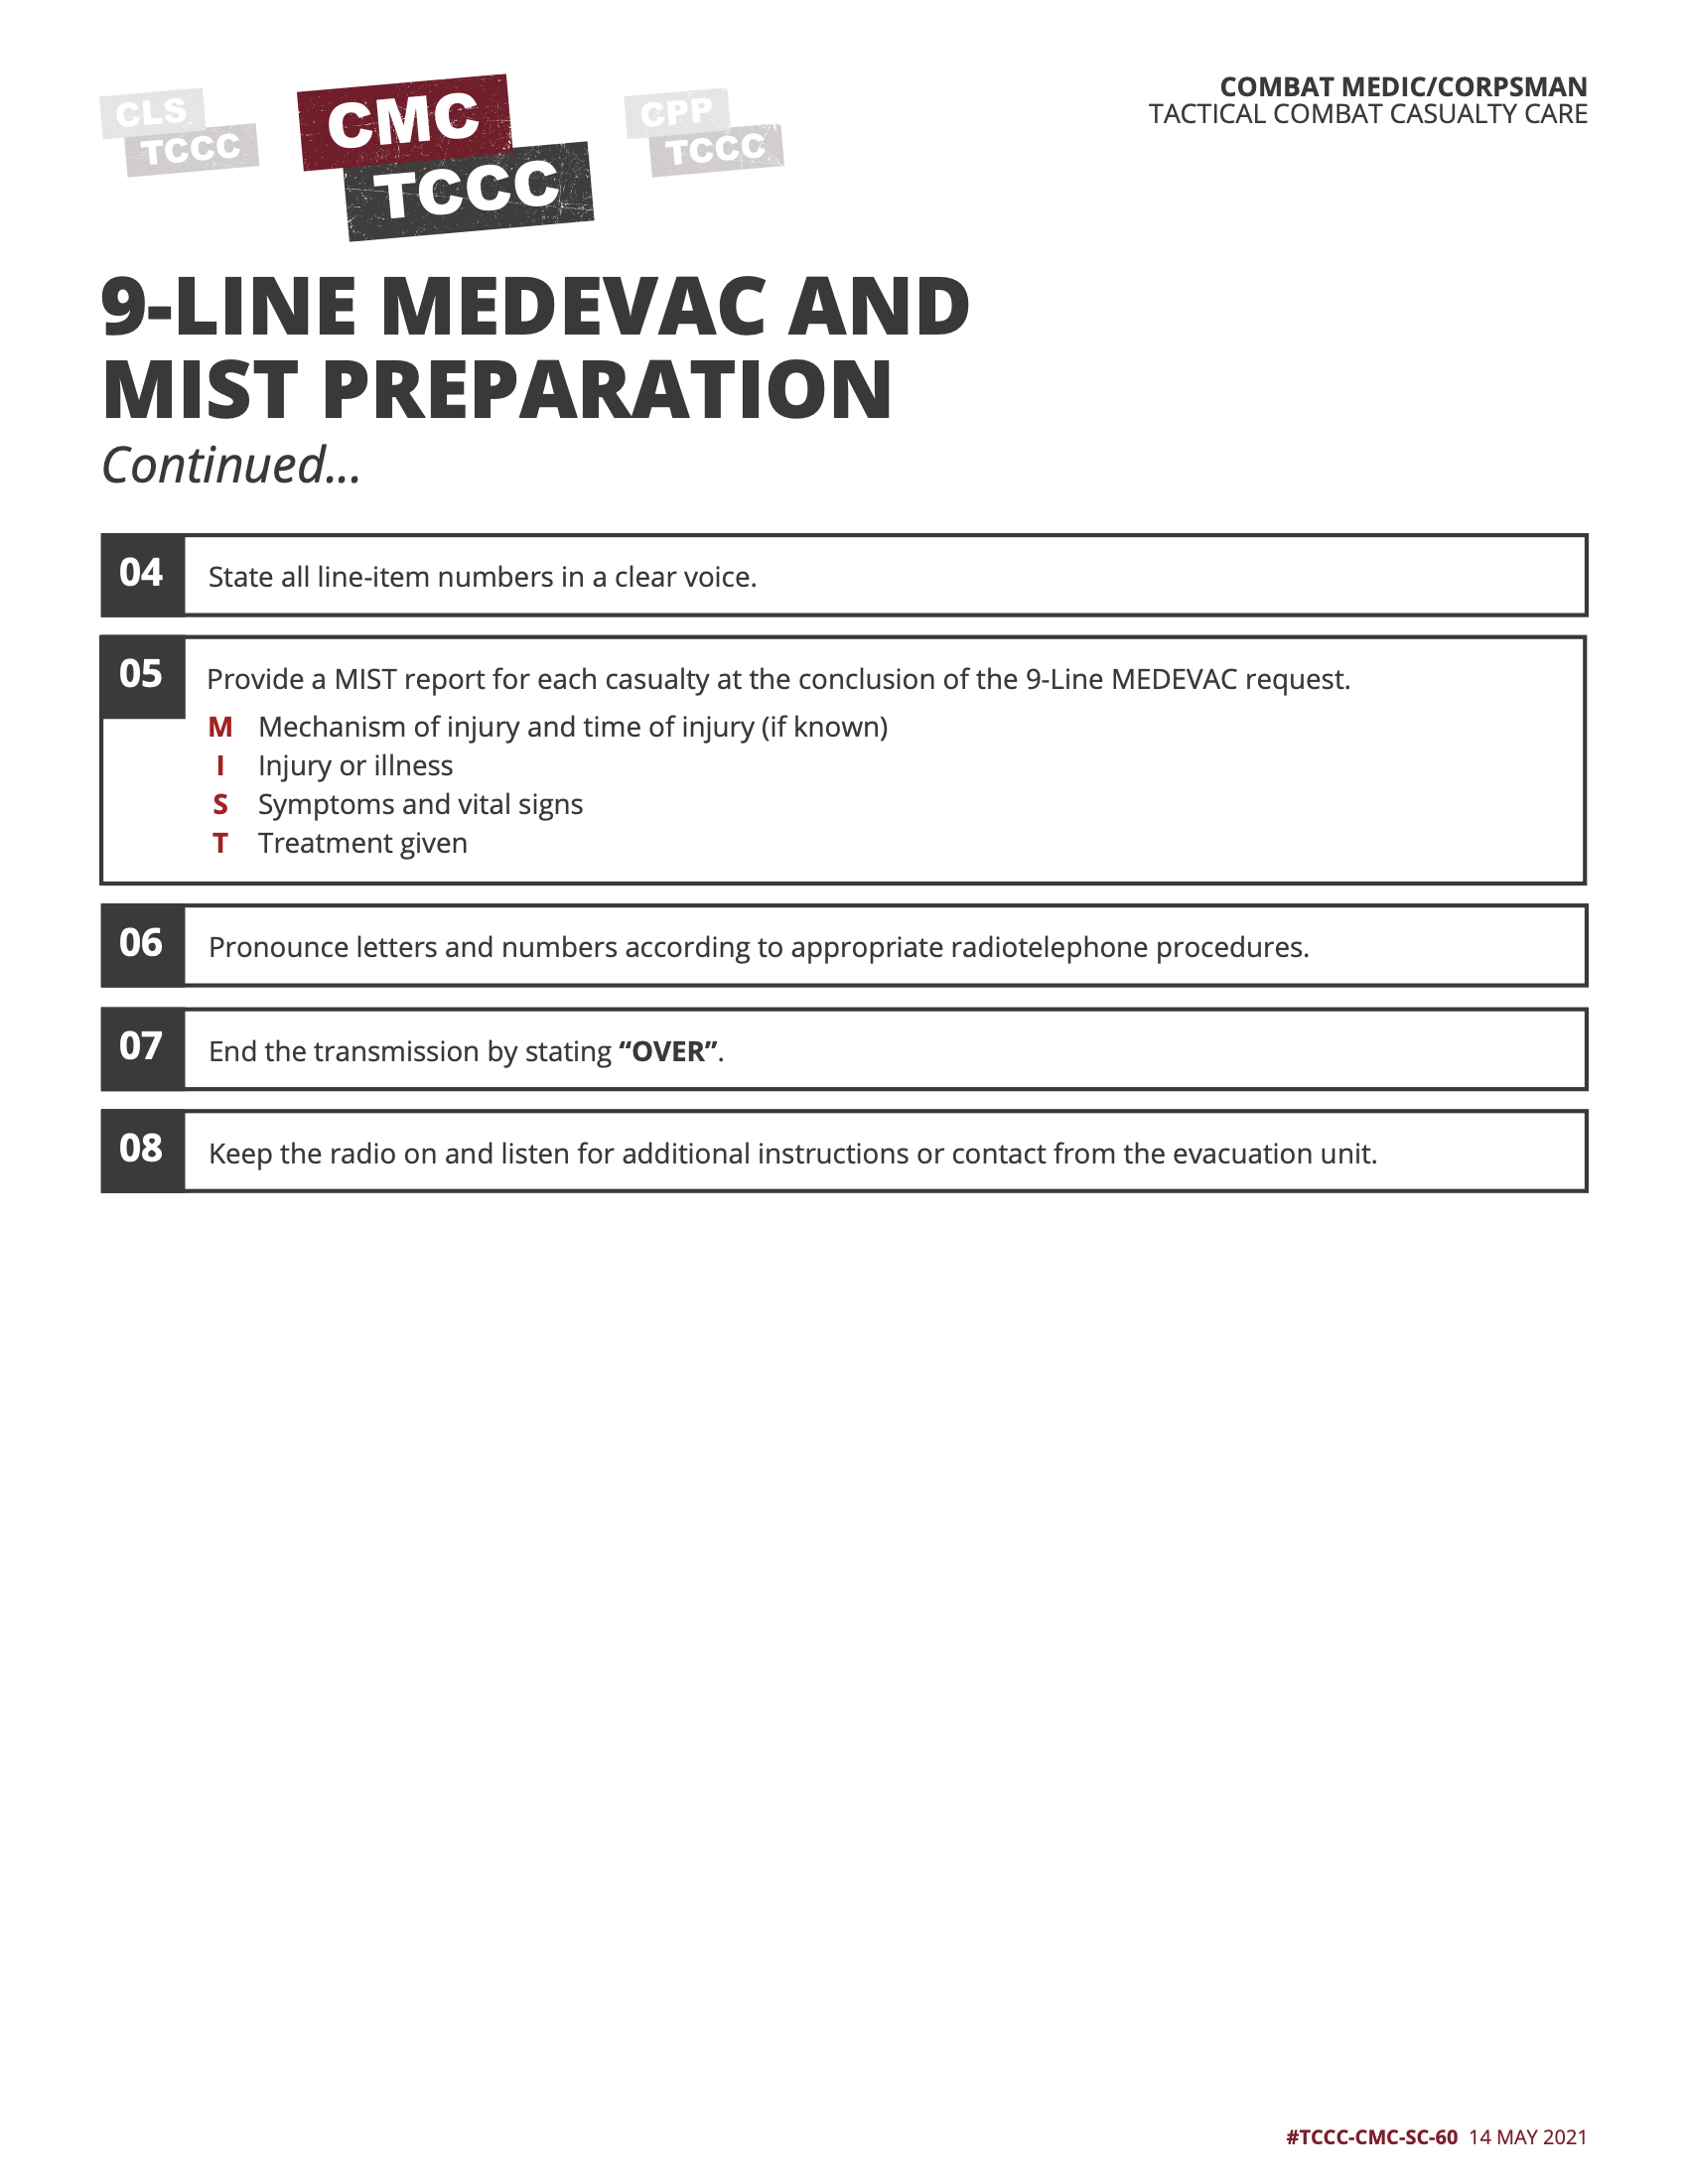 CLS
TCCC
CMC
TCCC
CPP
TCCC
COMBAT MEDIC/CORPSMAN
TACTICAL COMBAT CASUALTY CARE
9-LINE MEDEVAC AND
MIST PREPARATION
Continued...
04 State all line-item numbers in a clear voice.
05 Provide a MIST report for each casualty at the conclusion of the 9-Line MEDEVAC request.
M Mechanism of injury and time of injury (if known)
I Injury or illness
S Symptoms and vital signs
T Treatment given
06 Pronounce letters and numbers according to appropriate radiotelephone procedures.
07 End the transmission by stating “OVER”.
08 Keep the radio on and listen for additional instructions or contact from the evacuation unit.
#TCCC-CMC-SC-60 14 MAY 2021